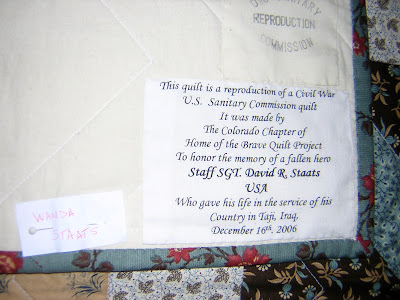 SANITARY
REPRODUCTION
COMMISSION
This quilt is a reproduction of a Civil War
U.S. Sanitary Commission quilt
It was made by
The Colorado Chapter of
Home of the Brave Quilt Project
To honor the memory of a fallen hero
Staff SGT. David R. Staats
USA
Who gave his life in the service of his
Country in Taji, Iraq,
December 16th, 2006
WANDA
STAATS